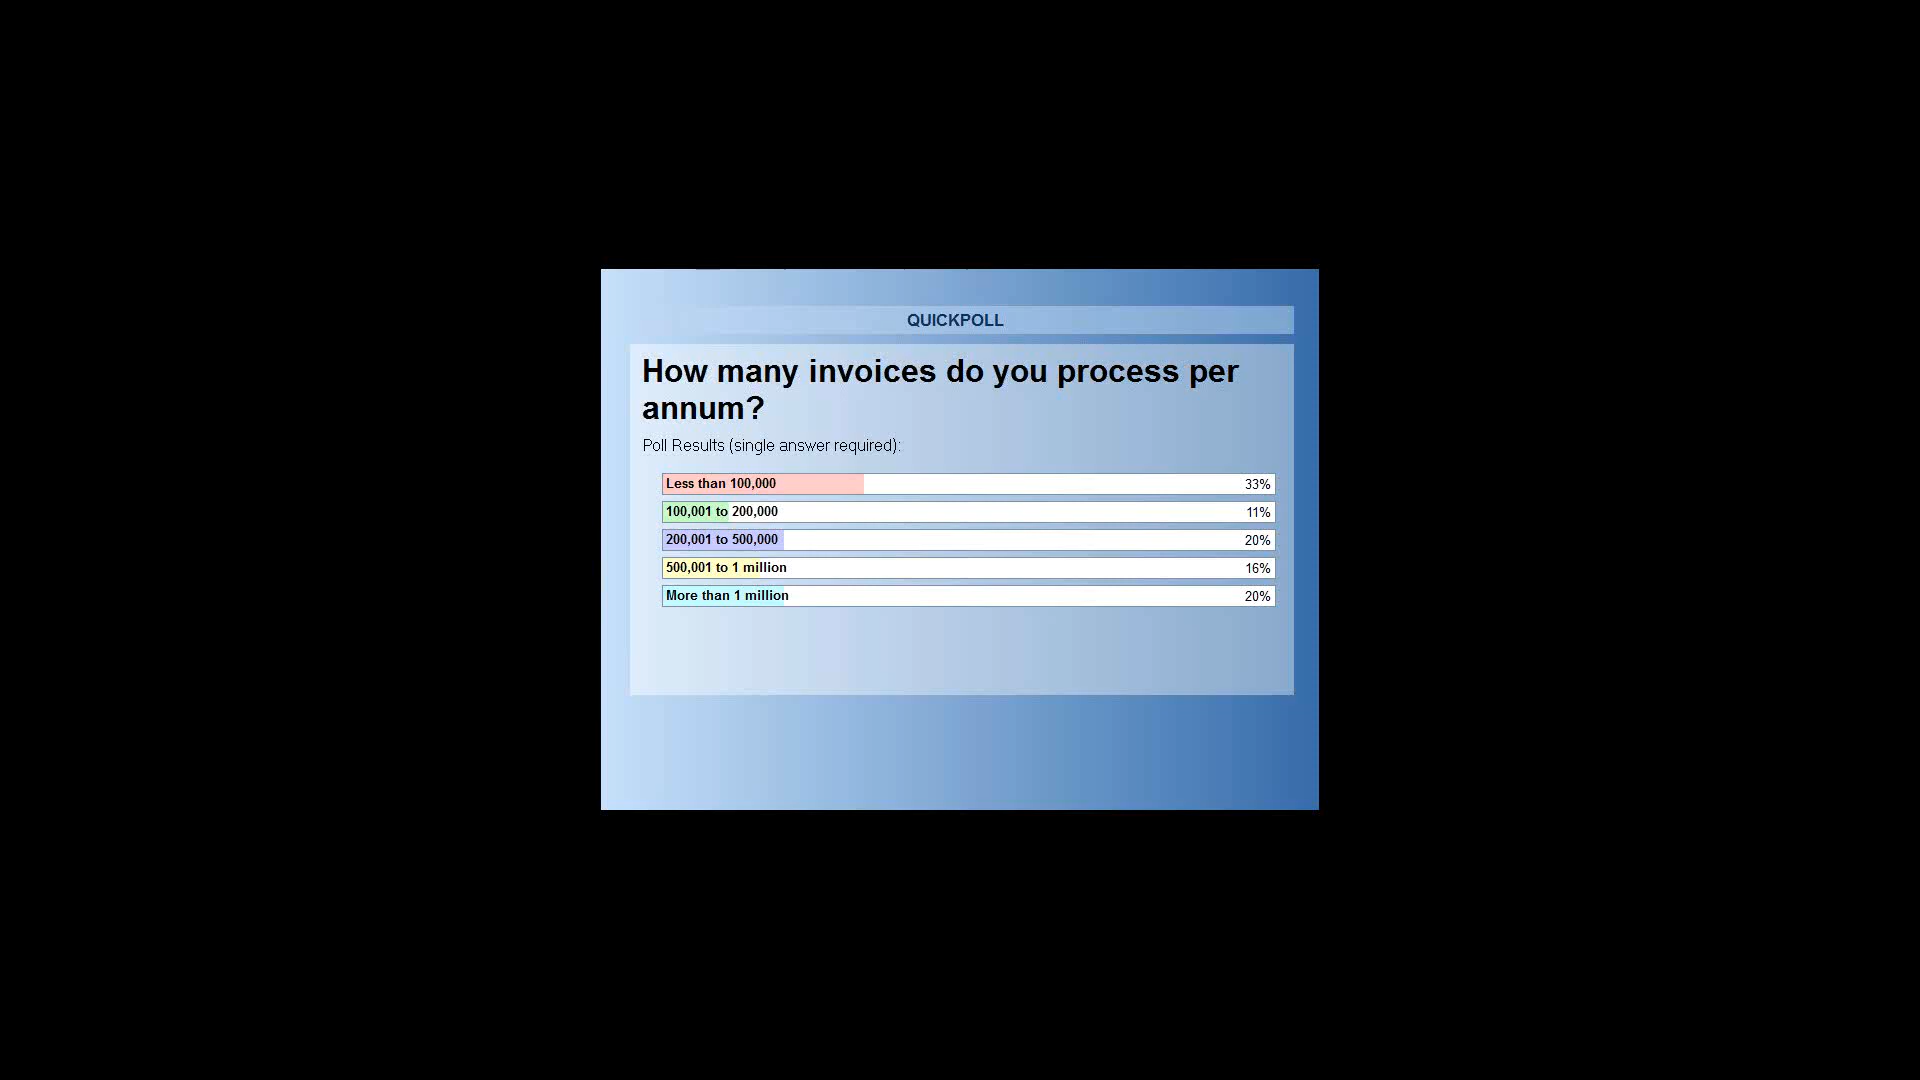 QUICKPOLL
How many invoices do you process per
annum?
Poll Results (single answer required):
Less than 100,000 33%
100,001 to 200,000 11%
200,001 to 500,000 20%
500,001 to 1 million 16%
More than 1 million 20%